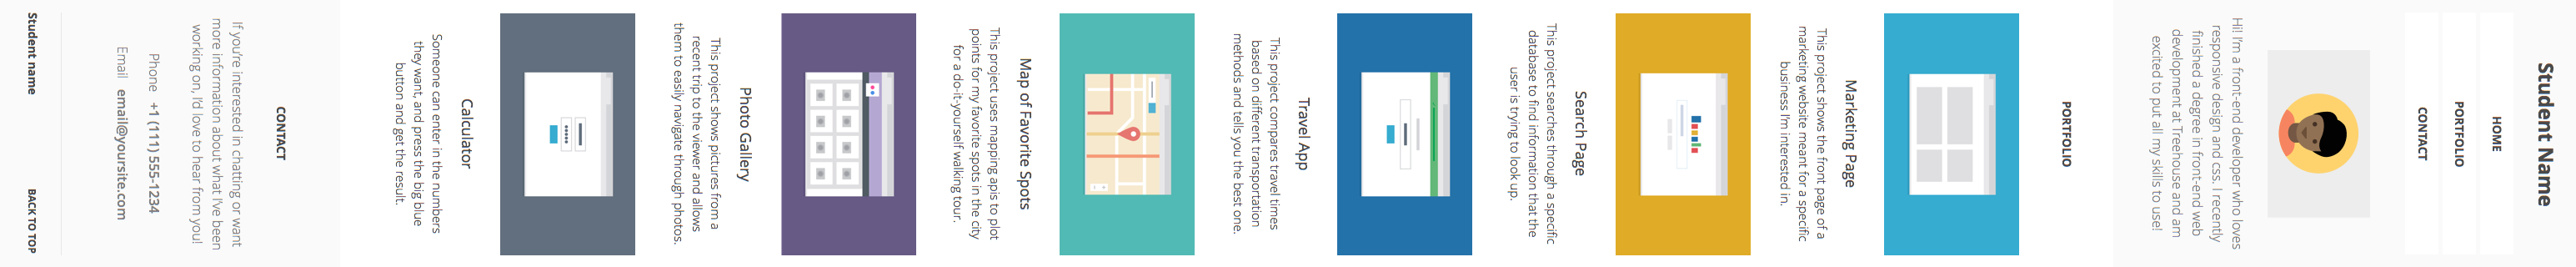 Student Name
HOME
PORTFOLIO
CONTACT
Hi! I'm a front-end developer who loves
responsive design and css. I recently
finished a degree in front-end web
development at Treehouse and am
excited to put all my skills to use!
PORTFOLIO
Marketing Page
This project shows the front page of a
marketing website meant for a specific
business I'm interested in.
Search Page
This project searches through a specific
database to find information that the
user is trying to look up.
Travel App
This project compares travel times
based on different transportation
methods and tells you the best one.
Map of Favorite Spots
This project uses mapping apis to plot
points for my favorite spots in the city
for a do-it-yourself walking tour.
Photo Gallery
This project shows pictures from a
recent trip to the viewer and allows
them to easily navigate through photos.
Calculator
Someone can enter in the numbers
they want, and press the big blue
button and get the result.
CONTACT
If you're interested in chatting or want
more information about what I've been
working on, I'd love to hear from you!
Phone +1 (111) 555-1234
Email email@yoursite.com
Student name BACK TO TOP